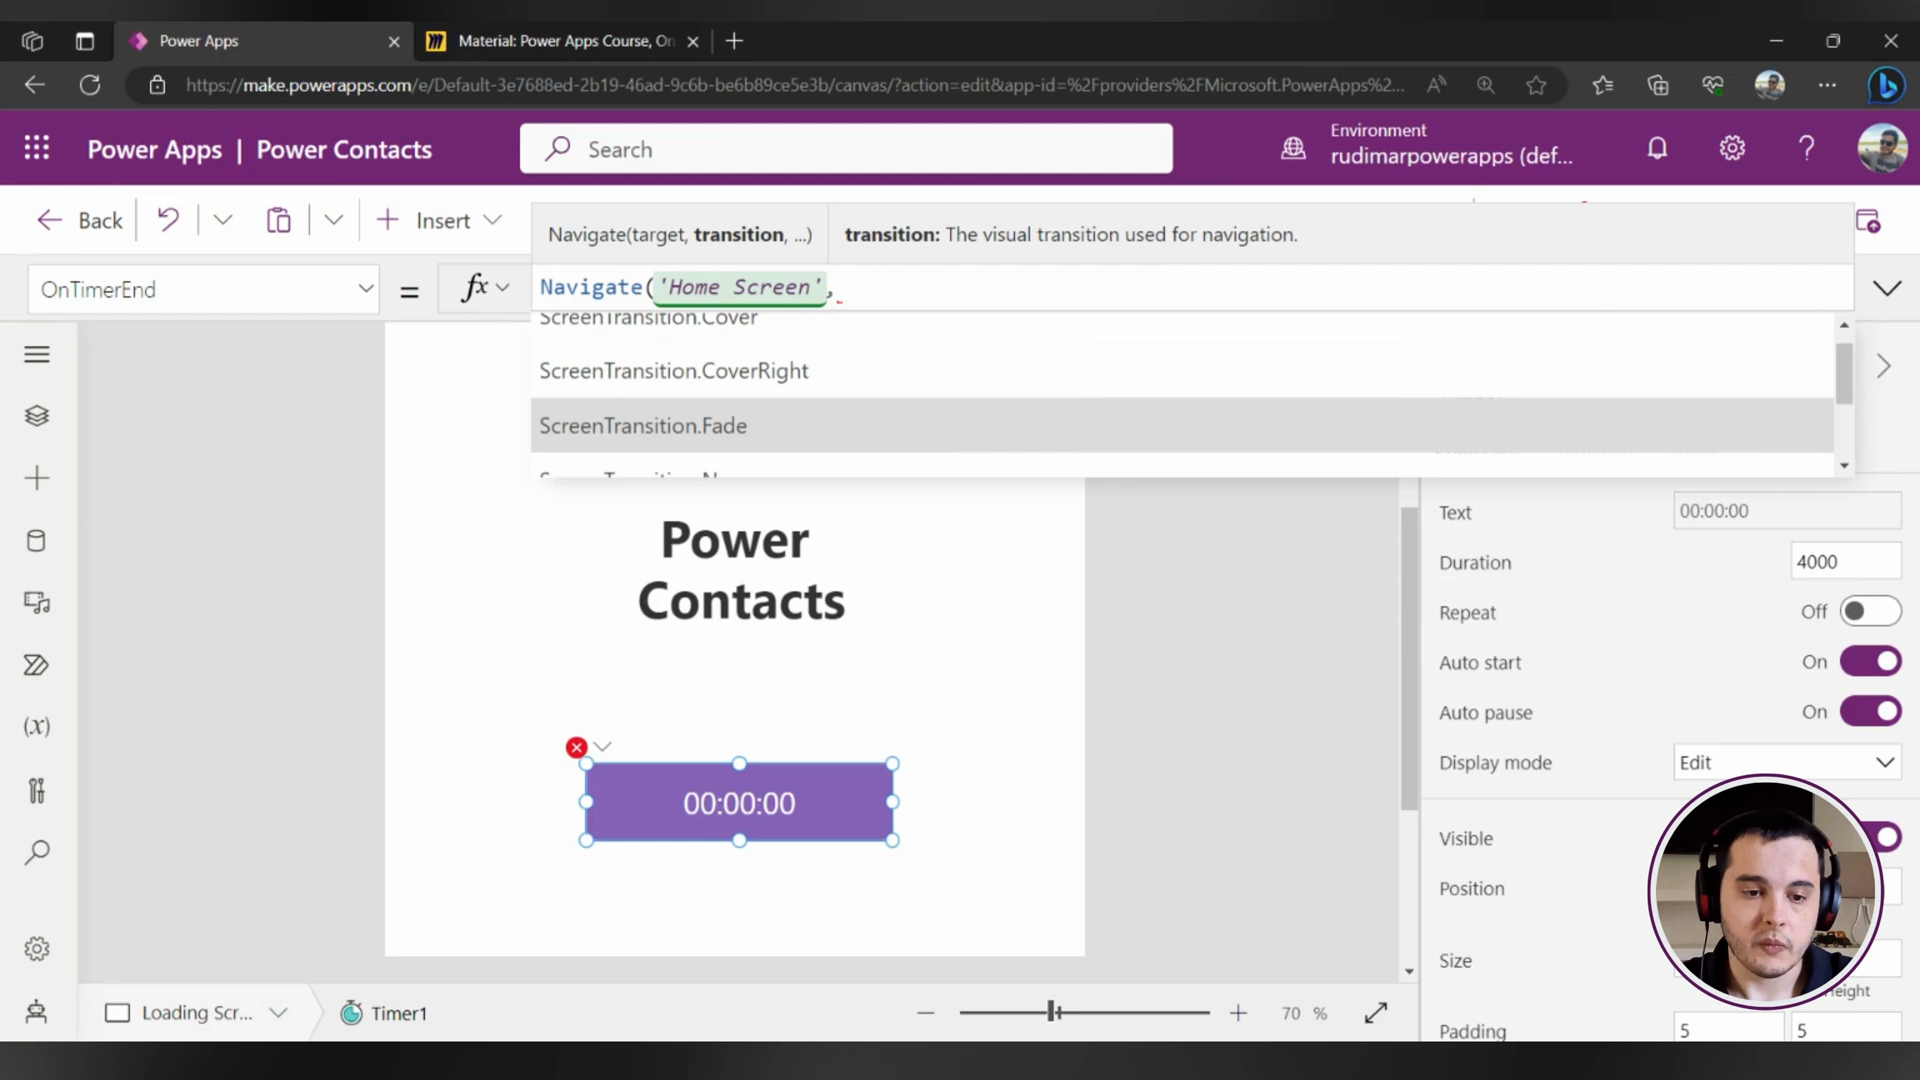 Power Apps
Material: Power Apps Course, On
https://make.powerapps.com/e/Default-3e7688ed-2b19-46ad-9c6b-be6b89ce5e3b/canvas/?action=edit&app-id=%2Fproviders%2FMicrosoft.PowerApps%2...
Power Apps | Power Contacts
Search
Environment
rudimarpowerapps (def...
Back
Insert
Navigate(target, transition, ...)
transition: The visual transition used for navigation.
OnTimerEnd
=
fx
Navigate('Home Screen',
ScreenTransition.Cover
ScreenTransition.CoverRight
ScreenTransition.Fade
Power
Contacts
00:00:00
Text
00:00:00
Duration
4000
Repeat
Off
Auto start
On
Auto pause
On
Display mode
Edit
Visible
Position
Size
Height
Padding
5
5
Loading Scr...
Timer1
70 %